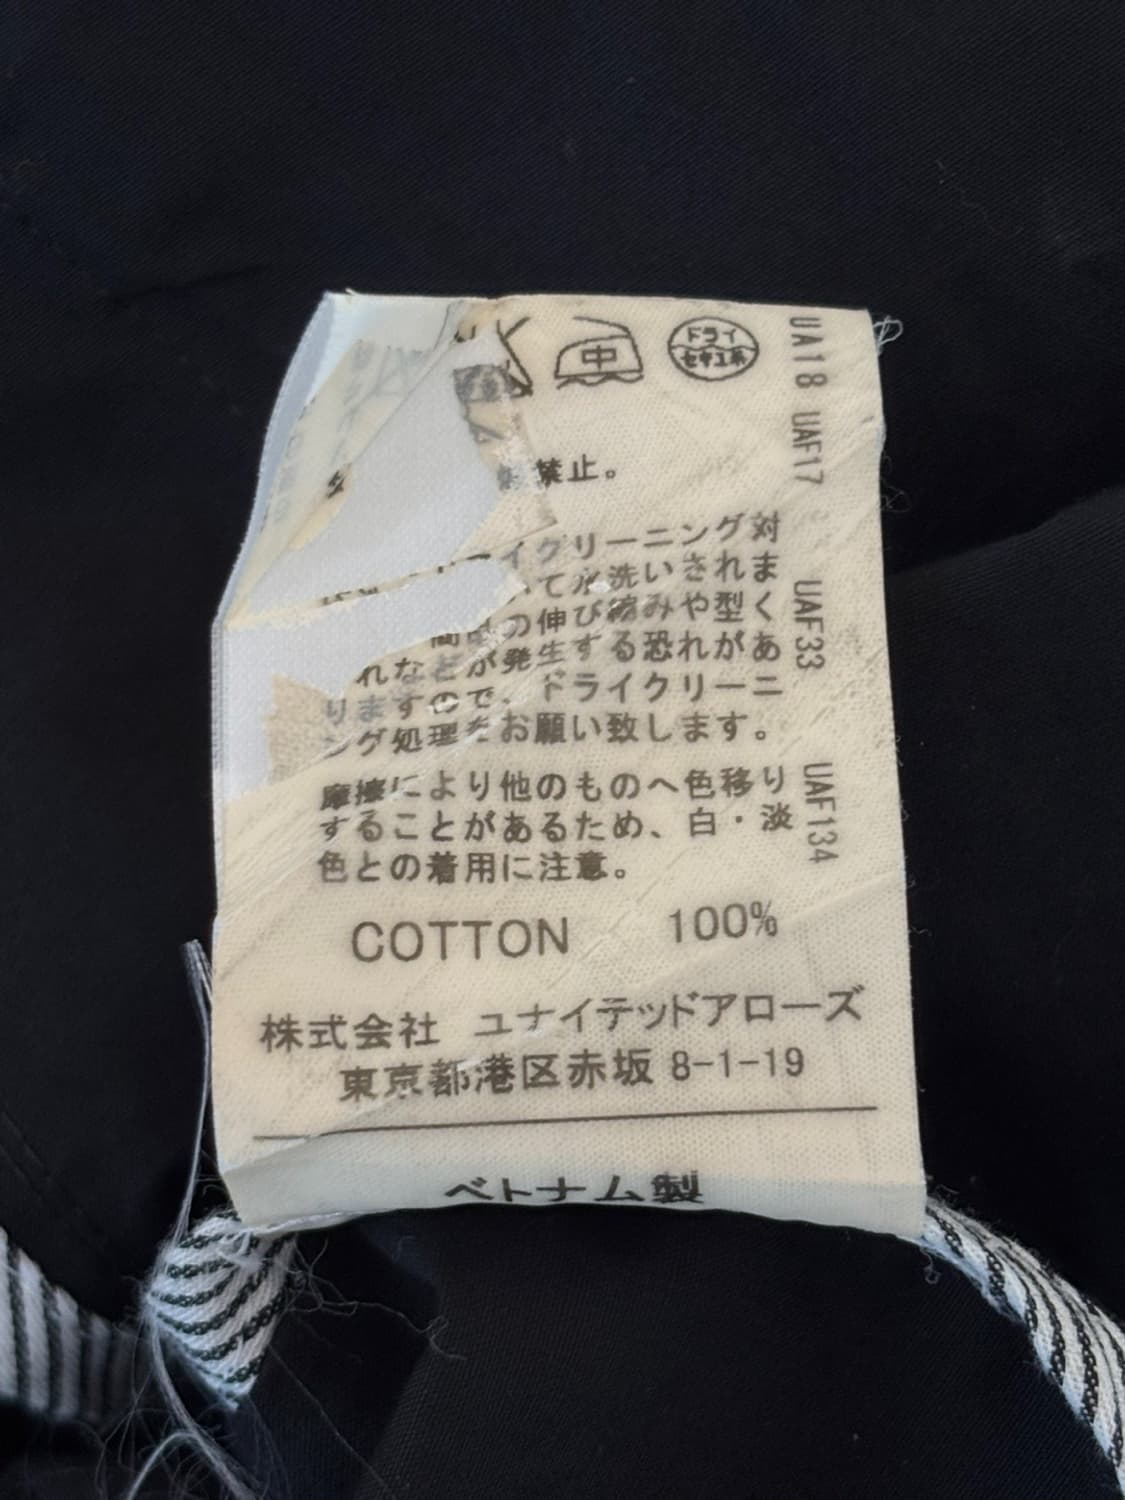 中
ドライ
セキユ系
UA18 UAF17 UAF33 UAF134
禁止。
イクリーニング対
て水洗いされま
の伸び縮みや型く
れなどが発生する恐れがあ
りますので、ドライクリーニ
ング処理をお願い致します。
摩擦により他のものへ色移り
することがあるため、白・淡
色との着用に注意。
COTTON 100%
株式会社 ユナイテッドアローズ
東京都港区赤坂 8-1-19
ベトナム製